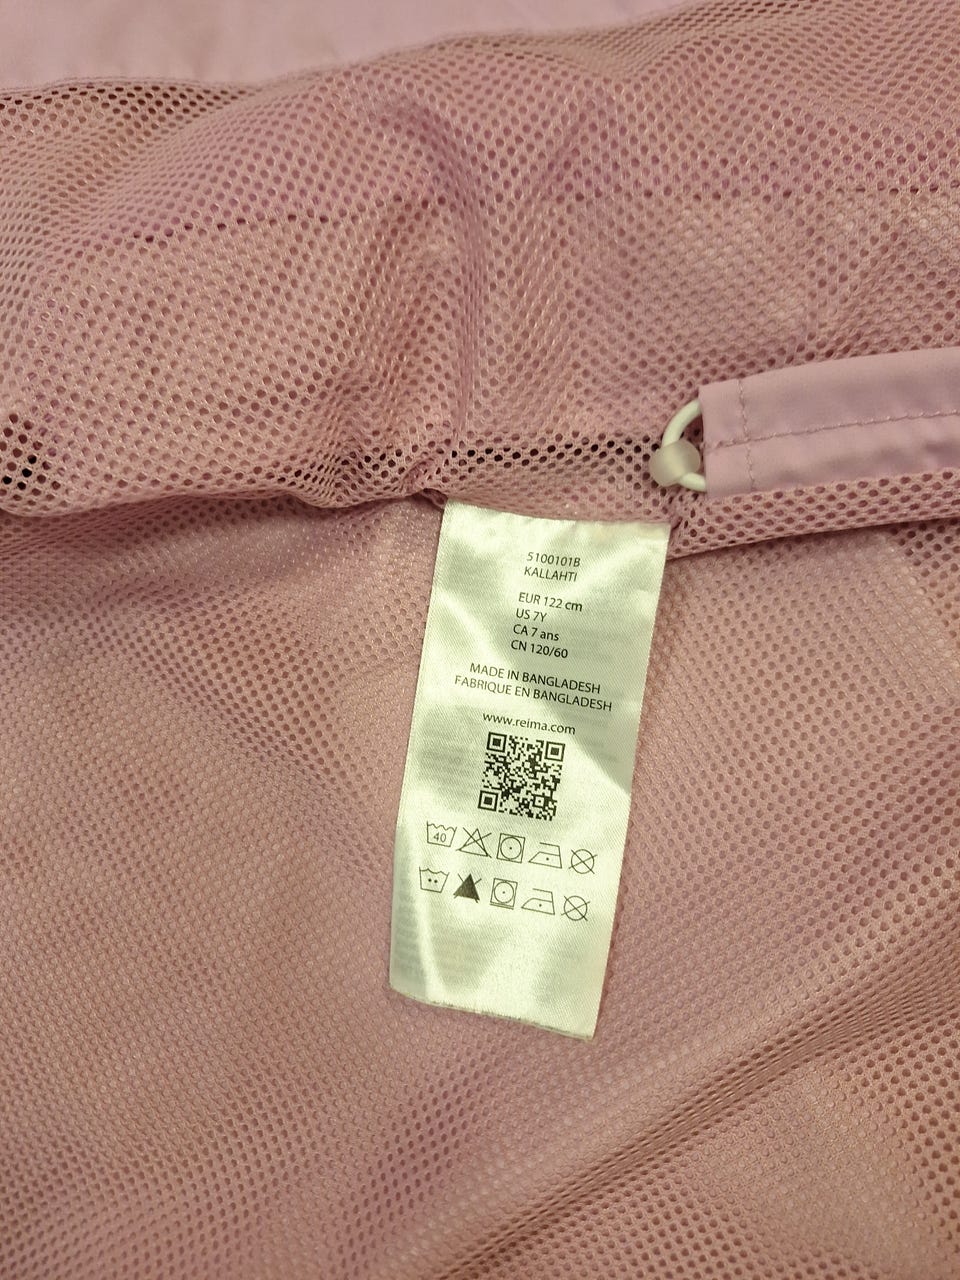 5100101B
KALLAHTI
EUR 122 cm
US 7Y
CA 7 ans
CN 120/60
MADE IN BANGLADESH
FABRIQUE EN BANGLADESH
www.reima.com
40